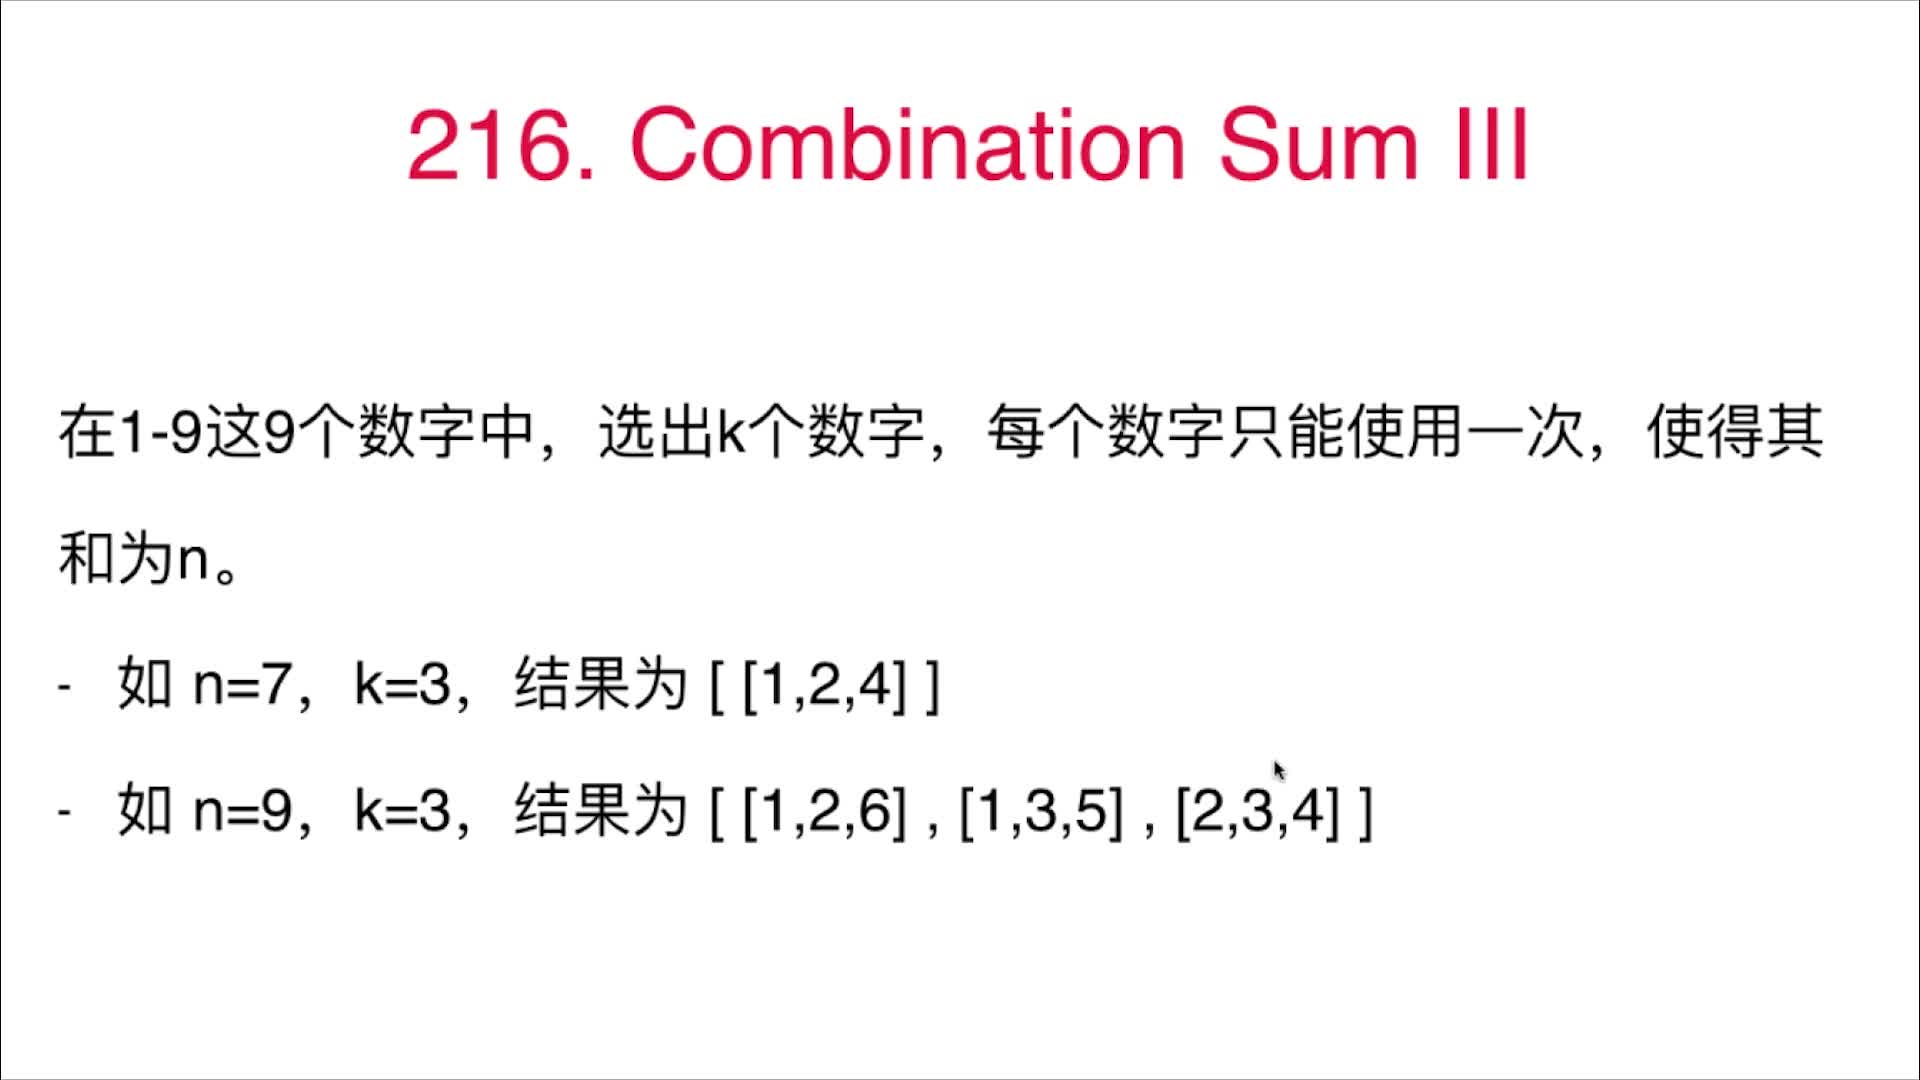 216. Combination Sum III
在1-9这9个数字中，选出k个数字，每个数字只能使用一次，使得其
和为n。
- 如 n=7，k=3，结果为 [ [1,2,4] ]
- 如 n=9，k=3，结果为 [ [1,2,6] , [1,3,5] , [2,3,4] ]